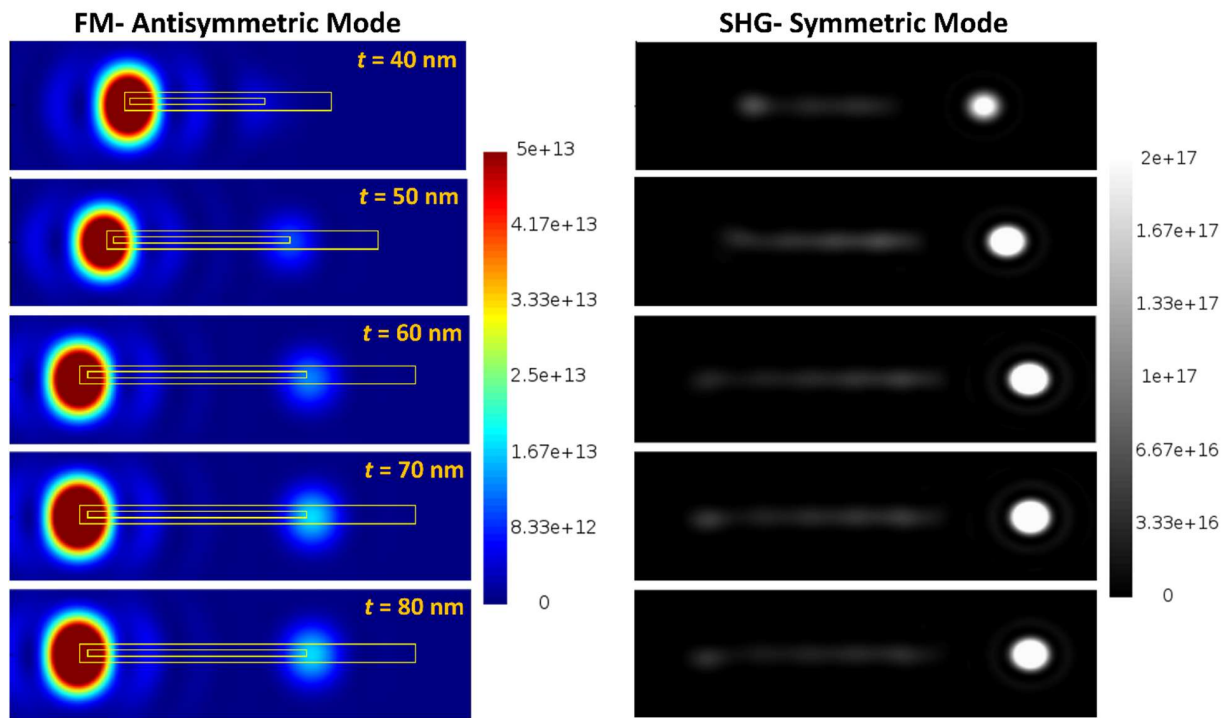 FM- Antisymmetric Mode
SHG- Symmetric Mode
t = 40 nm
t = 50 nm
t = 60 nm
t = 70 nm
t = 80 nm
5e+13
4.17e+13
3.33e+13
2.5e+13
1.67e+13
8.33e+12
0
2e+17
1.67e+17
1.33e+17
1e+17
6.67e+16
3.33e+16
0